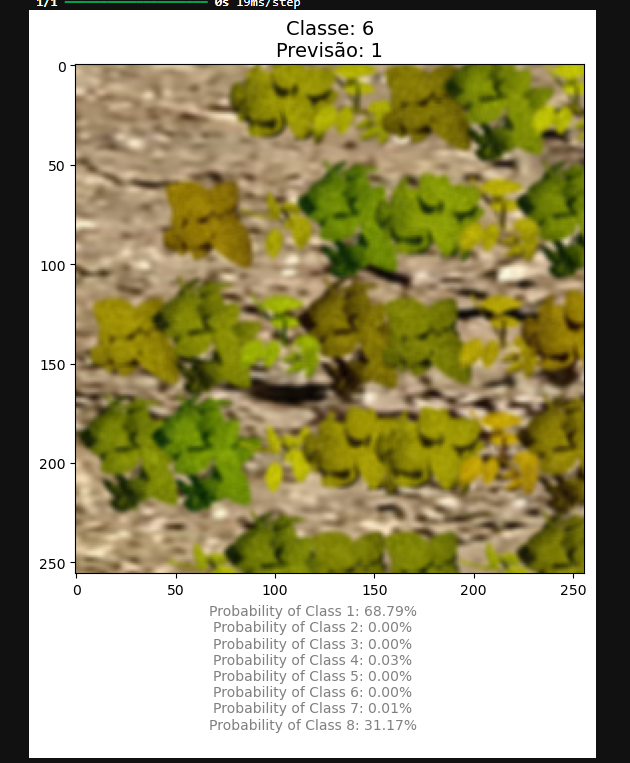 1/1 0s 19ms/step
Classe: 6
Previsão: 1
0
50
100
150
200
250
0 50 100 150 200 250
Probability of Class 1: 68.79%
Probability of Class 2: 0.00%
Probability of Class 3: 0.00%
Probability of Class 4: 0.03%
Probability of Class 5: 0.00%
Probability of Class 6: 0.00%
Probability of Class 7: 0.01%
Probability of Class 8: 31.17%